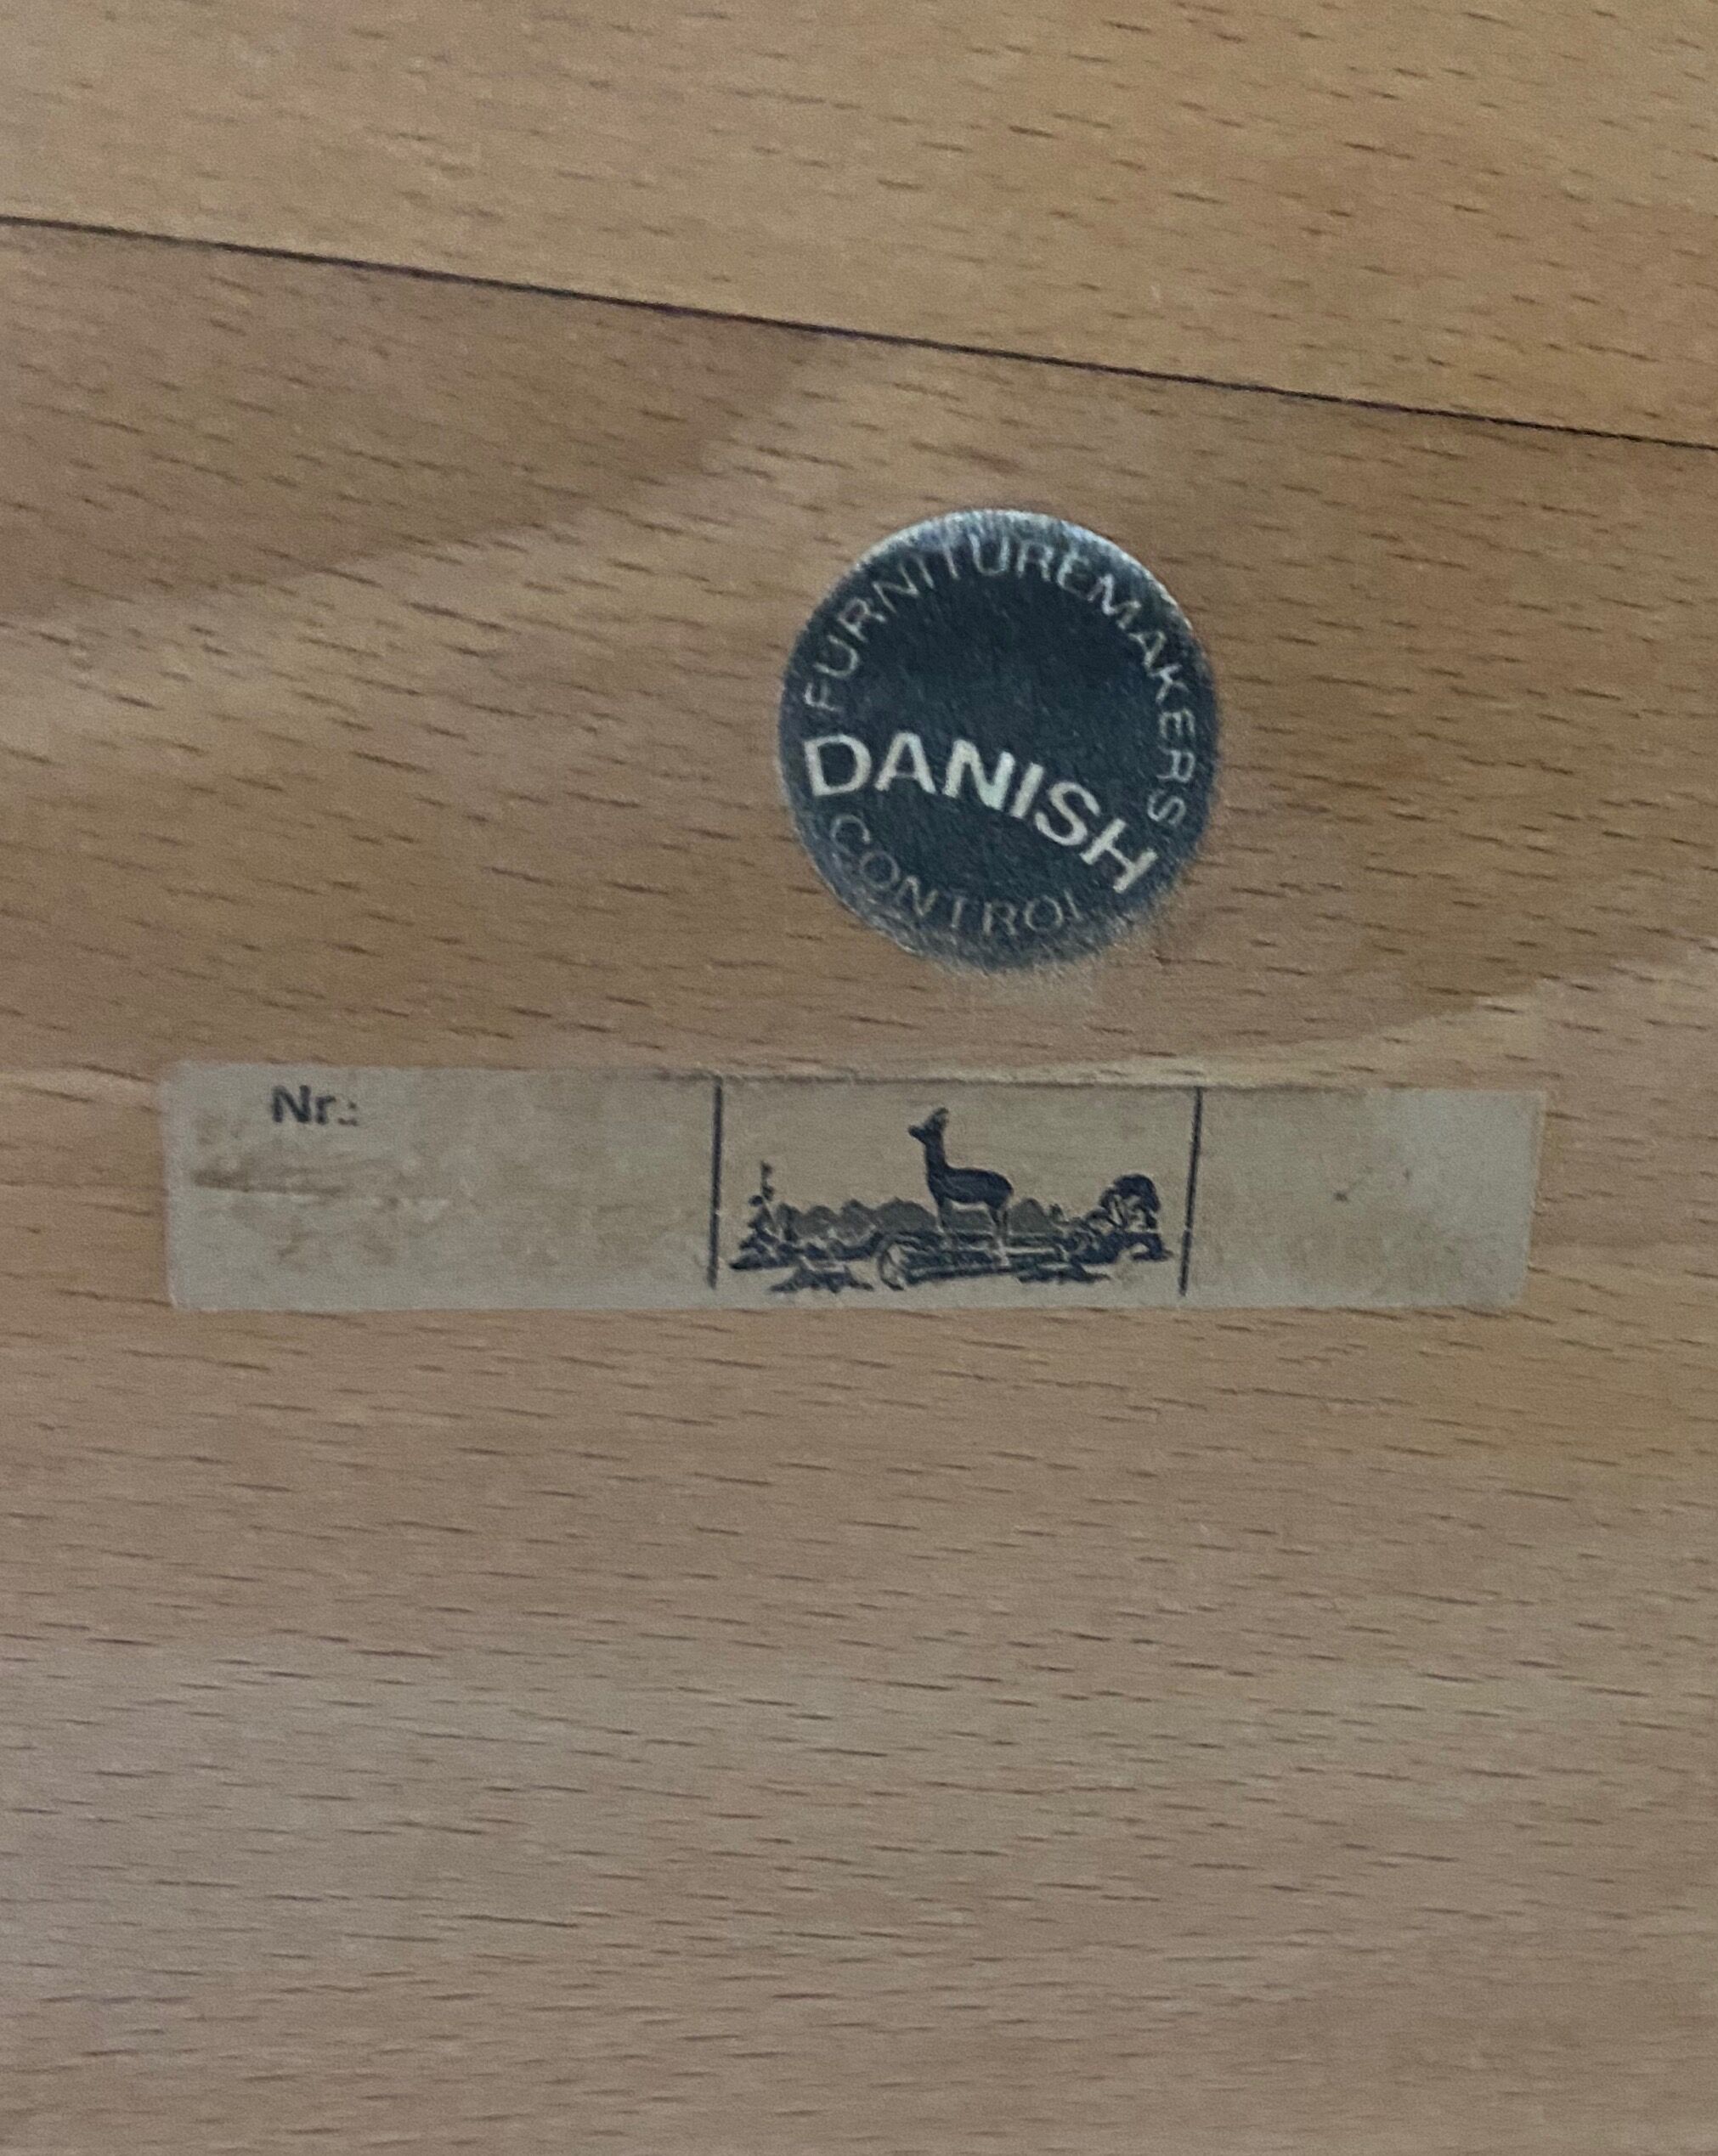 FURNITUREMAKERS
DANISH
CONTROL
Nr.: